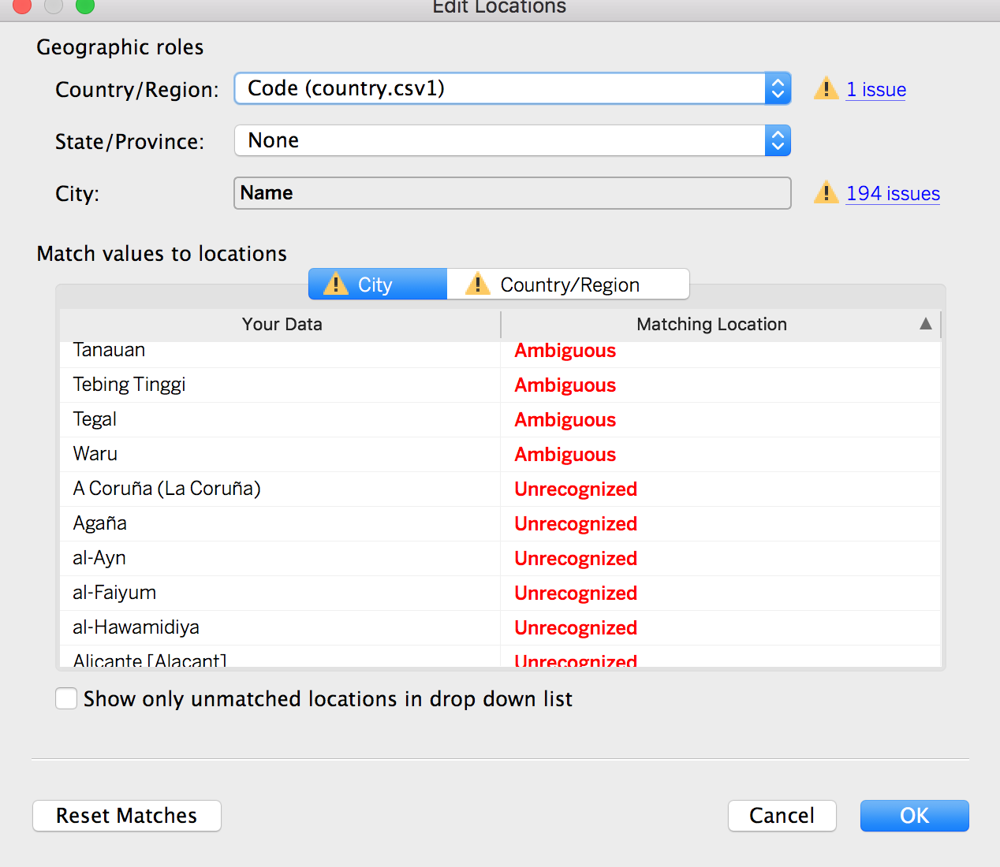 Edit Locations
Geographic roles
Country/Region: Code (country.csv1) 1 issue
State/Province: None
City: Name 194 issues
Match values to locations
City Country/Region
Your Data Matching Location
Tanauan Ambiguous
Tebing Tinggi Ambiguous
Tegal Ambiguous
Waru Ambiguous
A Coruña (La Coruña) Unrecognized
Agaña Unrecognized
al-Ayn Unrecognized
al-Faiyum Unrecognized
al-Hawamidiya Unrecognized
Alicante [Alacant] Unrecognized
Show only unmatched locations in drop down list
Reset Matches Cancel OK